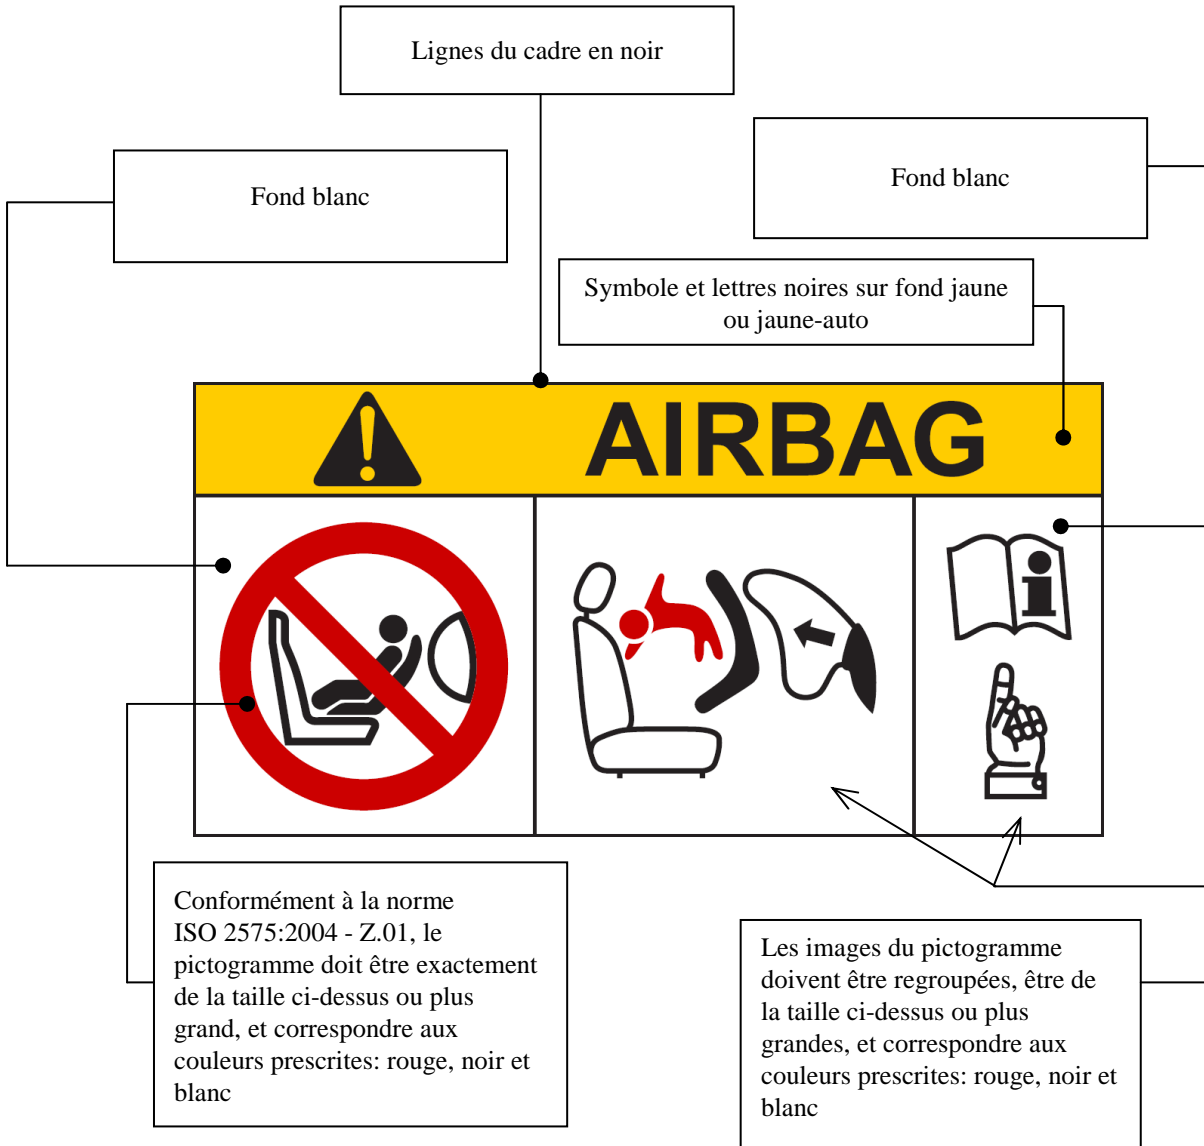 Lignes du cadre en noir
Fond blanc
Fond blanc
Symbole et lettres noires sur fond jaune
ou jaune-auto
AIRBAG
Conformément à la norme
ISO 2575:2004 - Z.01, le
pictogramme doit être exactement
de la taille ci-dessus ou plus
grand, et correspondre aux
couleurs prescrites: rouge, noir et
blanc
Les images du pictogramme
doivent être regroupées, être de
la taille ci-dessus ou plus
grandes, et correspondre aux
couleurs prescrites: rouge, noir et
blanc